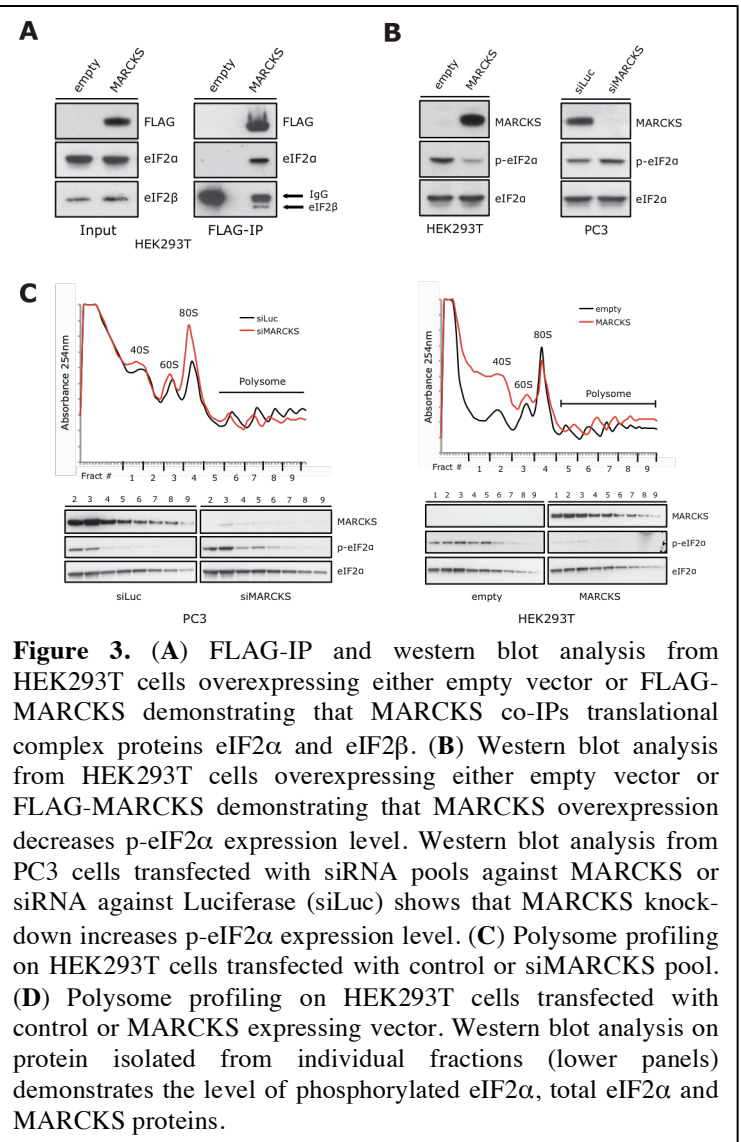 A
empty
MARCKS
empty
MARCKS
FLAG
FLAG
eIF2α
eIF2α
eIF2β
IgG
eIF2β
Input
FLAG-IP
HEK293T
B
empty
MARCKS
siLuc
siMARCKS
MARCKS
MARCKS
p-eIF2α
p-eIF2α
eIF2α
eIF2α
HEK293T
PC3
C
Absorbance 254nm
40S
60S
80S
siLuc
siMARCKS
Polysome
Fract # 1 2 3 4 5 6 7 8 9
2 3 4 5 6 7 8 9 2 3 4 5 6 7 8 9
MARCKS
p-eIF2α
eIF2α
siLuc siMARCKS
PC3
Absorbance 254nm
40S
60S
80S
empty
MARCKS
Polysome
Fract # 1 2 3 4 5 6 7 8 9
1 2 3 4 5 6 7 8 9 1 2 3 4 5 6 7 8 9
MARCKS
p-eIF2α
eIF2α
empty MARCKS
HEK293T
Figure 3. (A) FLAG-IP and western blot analysis from
HEK293T cells overexpressing either empty vector or FLAG-
MARCKS demonstrating that MARCKS co-IPs translational
complex proteins eIF2α and eIF2β. (B) Western blot analysis
from HEK293T cells overexpressing either empty vector or
FLAG-MARCKS demonstrating that MARCKS overexpression
decreases p-eIF2α expression level. Western blot analysis from
PC3 cells transfected with siRNA pools against MARCKS or
siRNA against Luciferase (siLuc) shows that MARCKS knock-
down increases p-eIF2α expression level. (C) Polysome profiling
on HEK293T cells transfected with control or siMARCKS pool.
(D) Polysome profiling on HEK293T cells transfected with
control or MARCKS expressing vector. Western blot analysis on
protein isolated from individual fractions (lower panels)
demonstrates the level of phosphorylated eIF2α, total eIF2α and
MARCKS proteins.